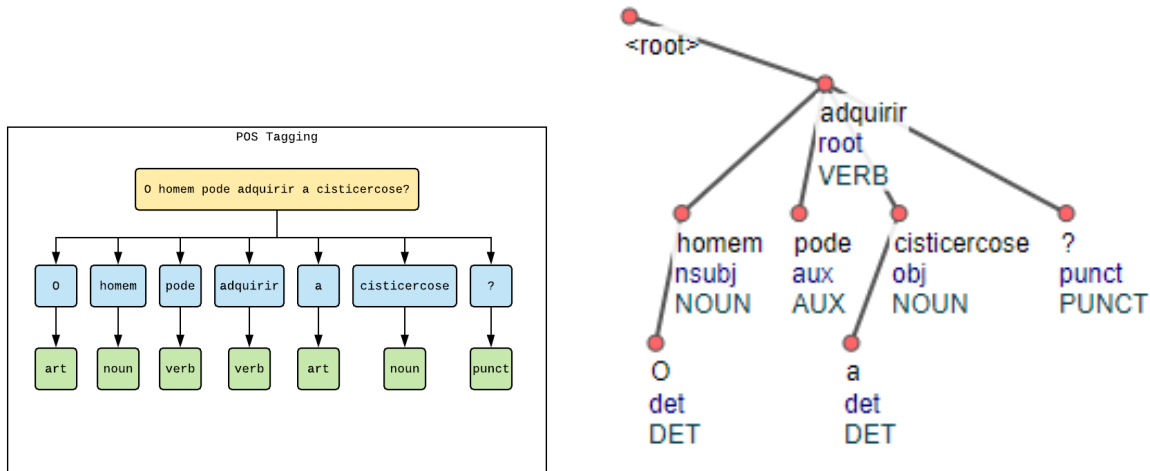 POS Tagging
O homem pode adquirir a cisticercose?
O homem pode adquirir a cisticercose ?
art noun verb verb art noun punct
<root>
adquirir
root
VERB
homem pode cisticercose ?
nsubj aux obj punct
NOUN AUX NOUN PUNCT
O a
det det
DET DET